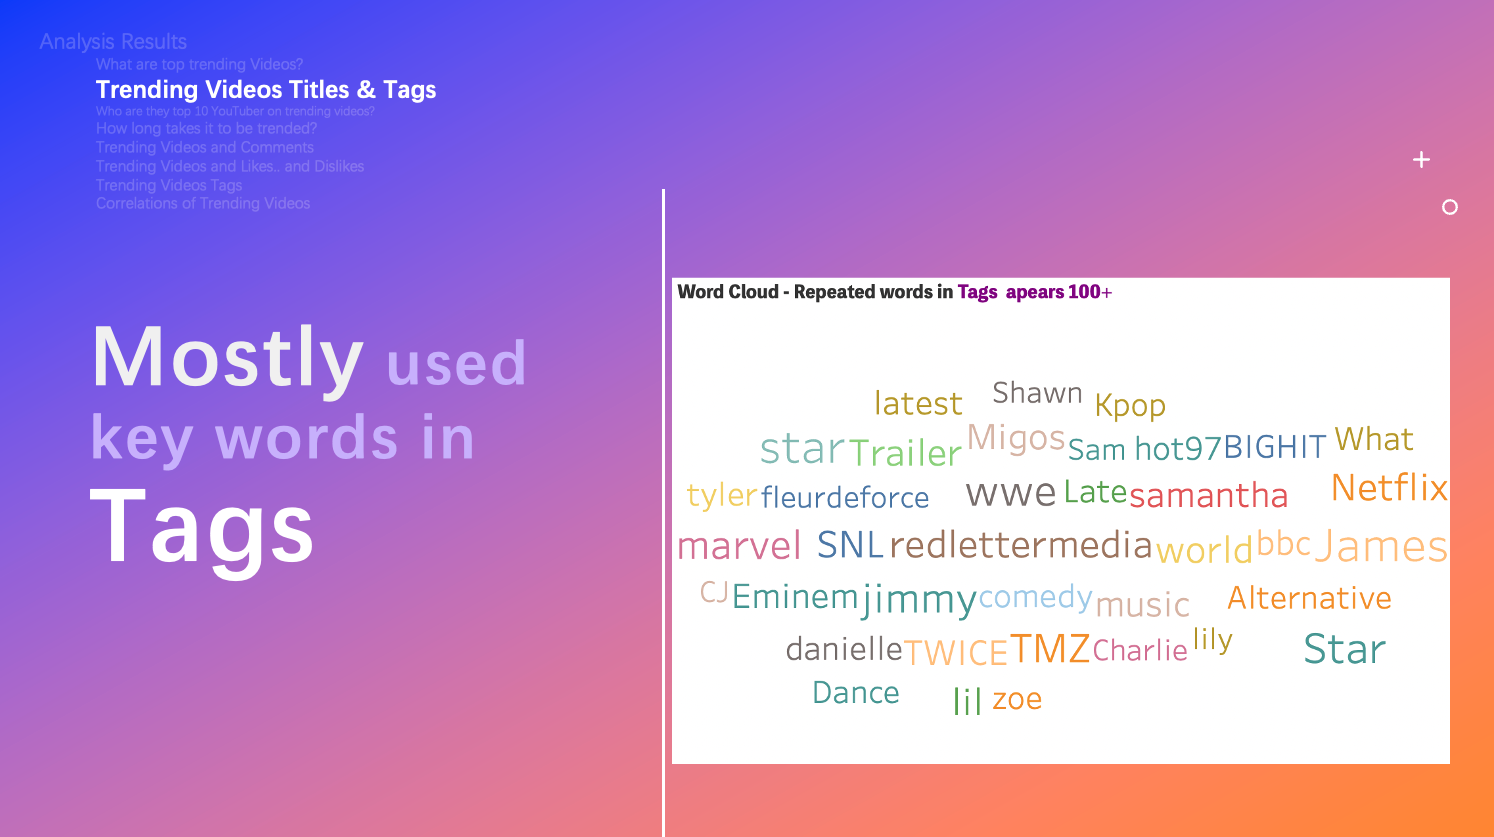 Analysis Results
What are top trending Videos?
Trending Videos Titles & Tags
Who are they top 10 YouTuber on trending videos?
How long takes it to be trended?
Trending Videos and Comments
Trending Videos and Likes.. and Dislikes
Trending Videos Tags
Correlations of Trending Videos
Mostly used
key words in
Tags
Word Cloud - Repeated words in Tags apears 100+
latest Shawn Kpop
star Trailer Migos Sam hot97 BIGHIT What
tyler fleurdeforce wwe Late samantha Netflix
marvel SNL redlettermedia world bbc James
CJ Eminem jimmy comedy music Alternative
danielle TWICE TMZ Charlie lily Star
Dance lil zoe